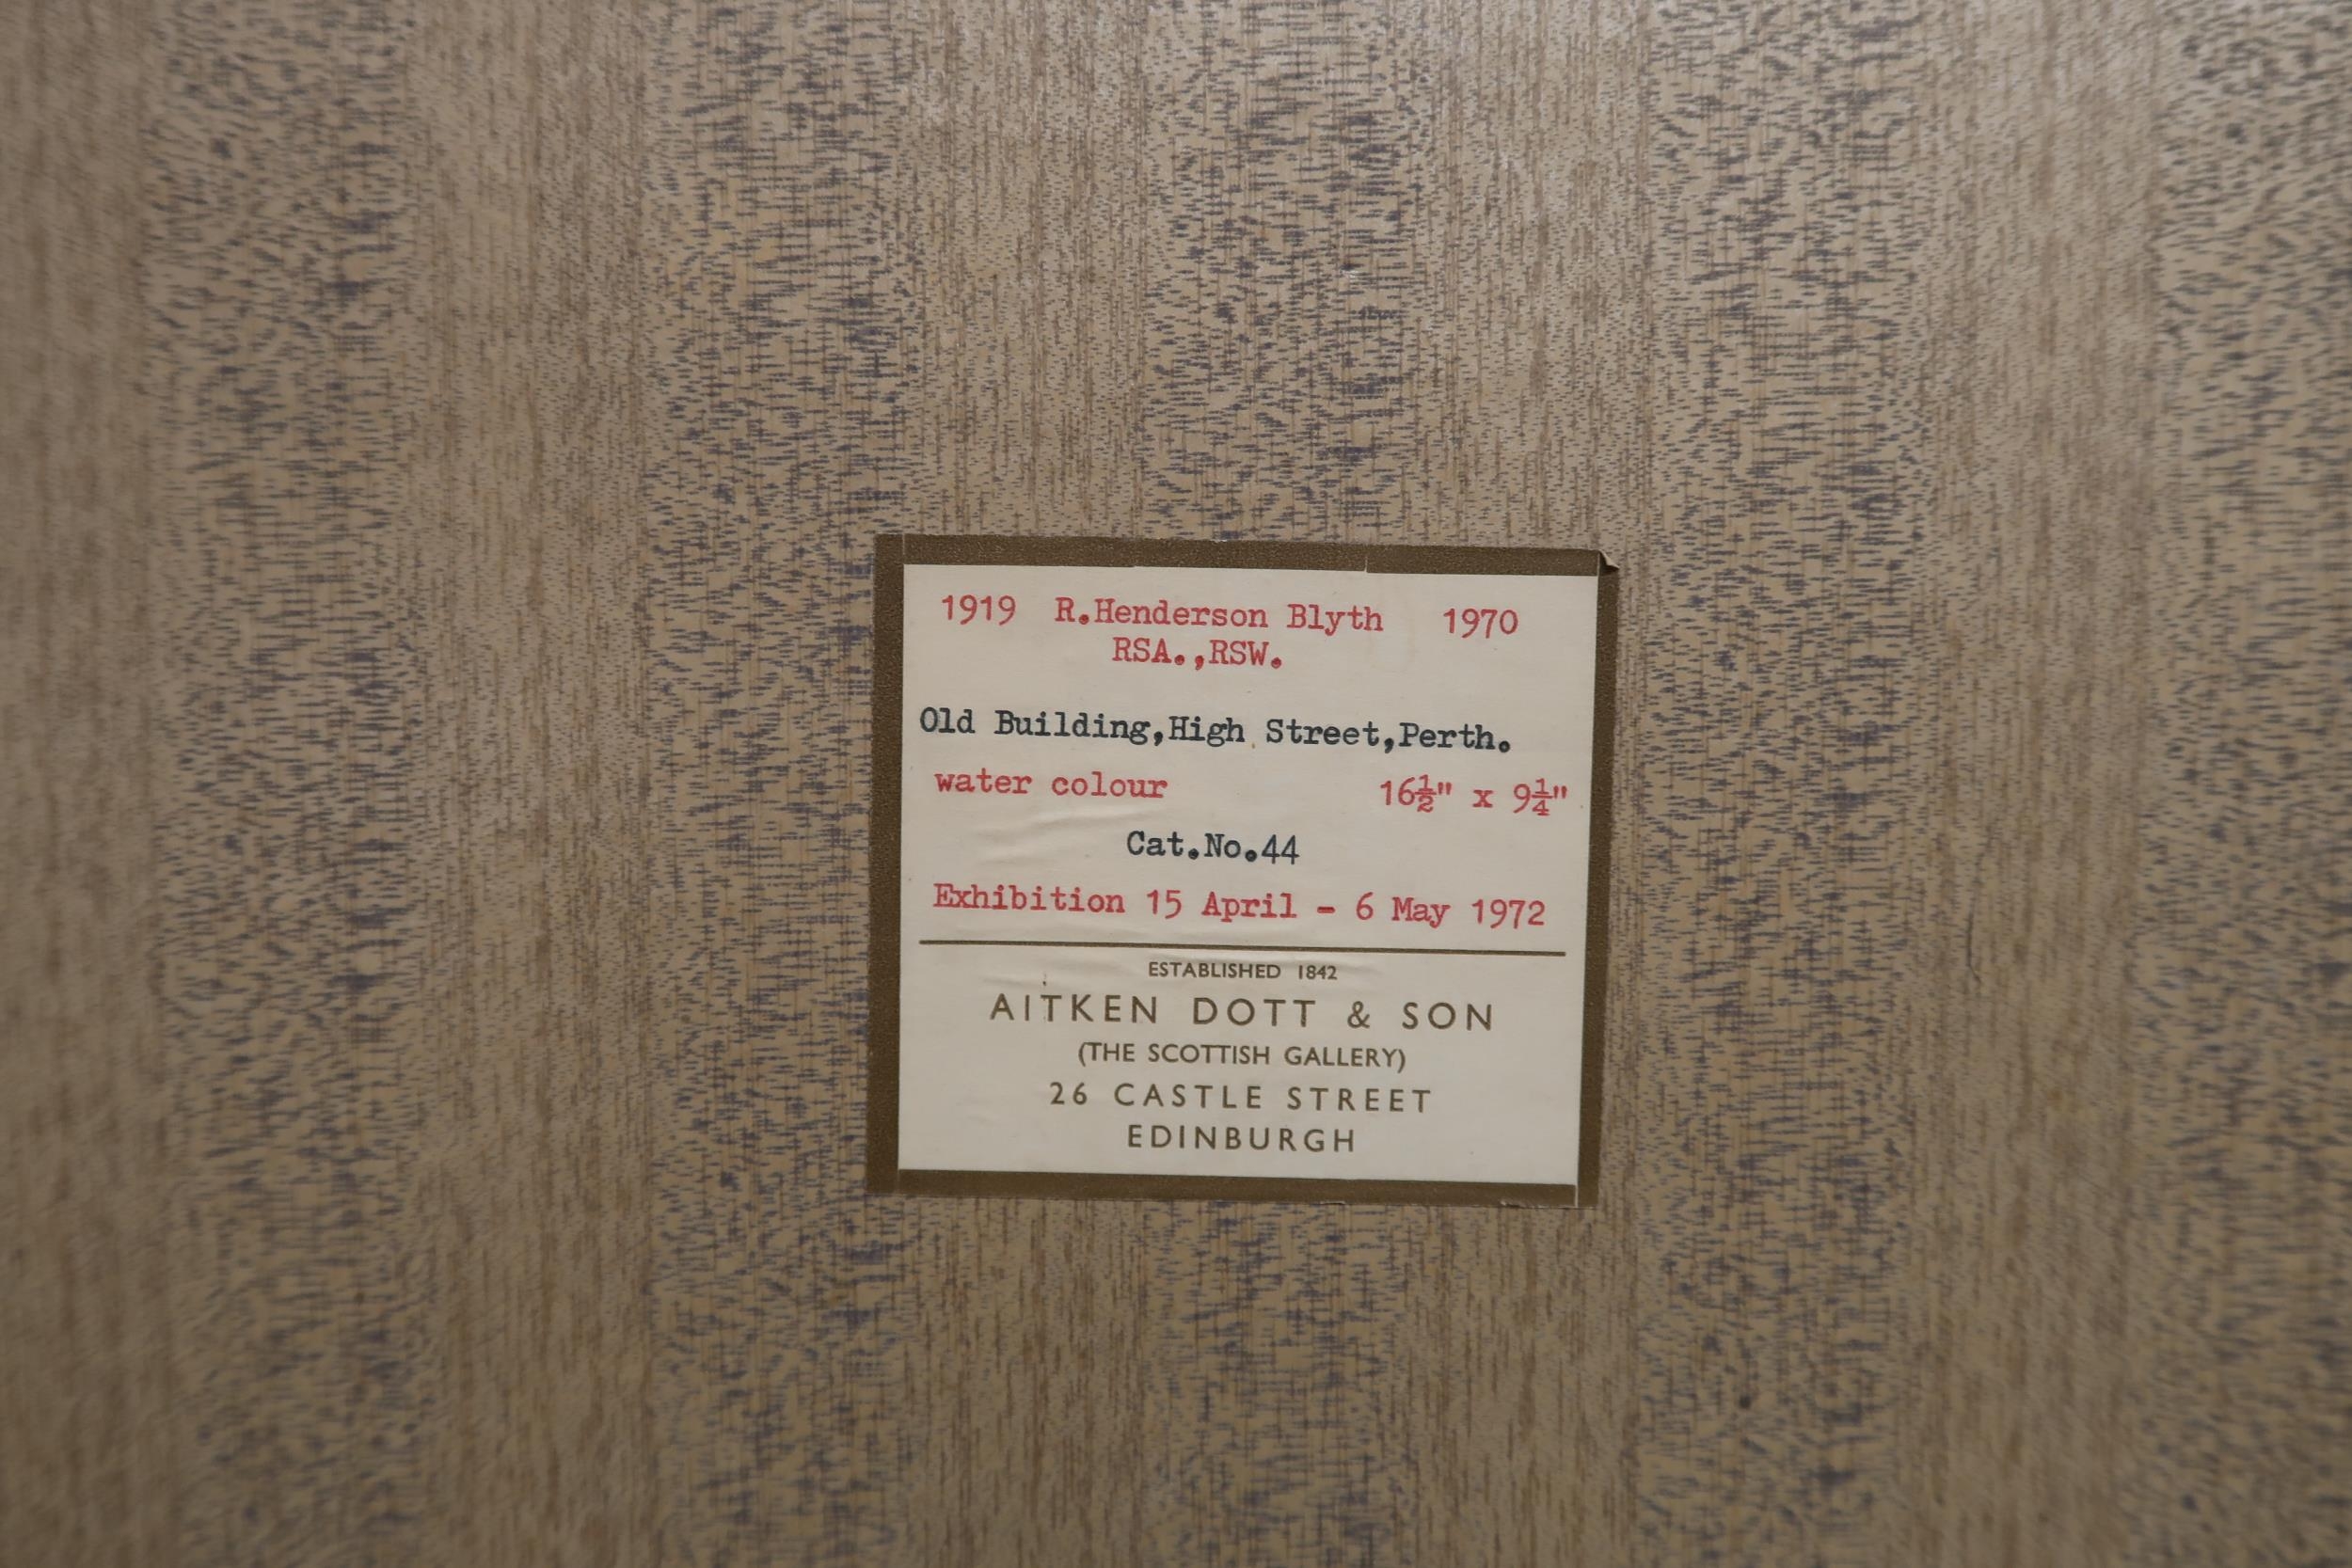 1919 R.Henderson Blyth 1970
RSA.,RSW.
Old Building,High Street,Perth.
water colour 16½" x 9¼"
Cat.No.44
Exhibition 15 April - 6 May 1972
ESTABLISHED 1842
AITKEN DOTT & SON
(THE SCOTTISH GALLERY)
26 CASTLE STREET
EDINBURGH